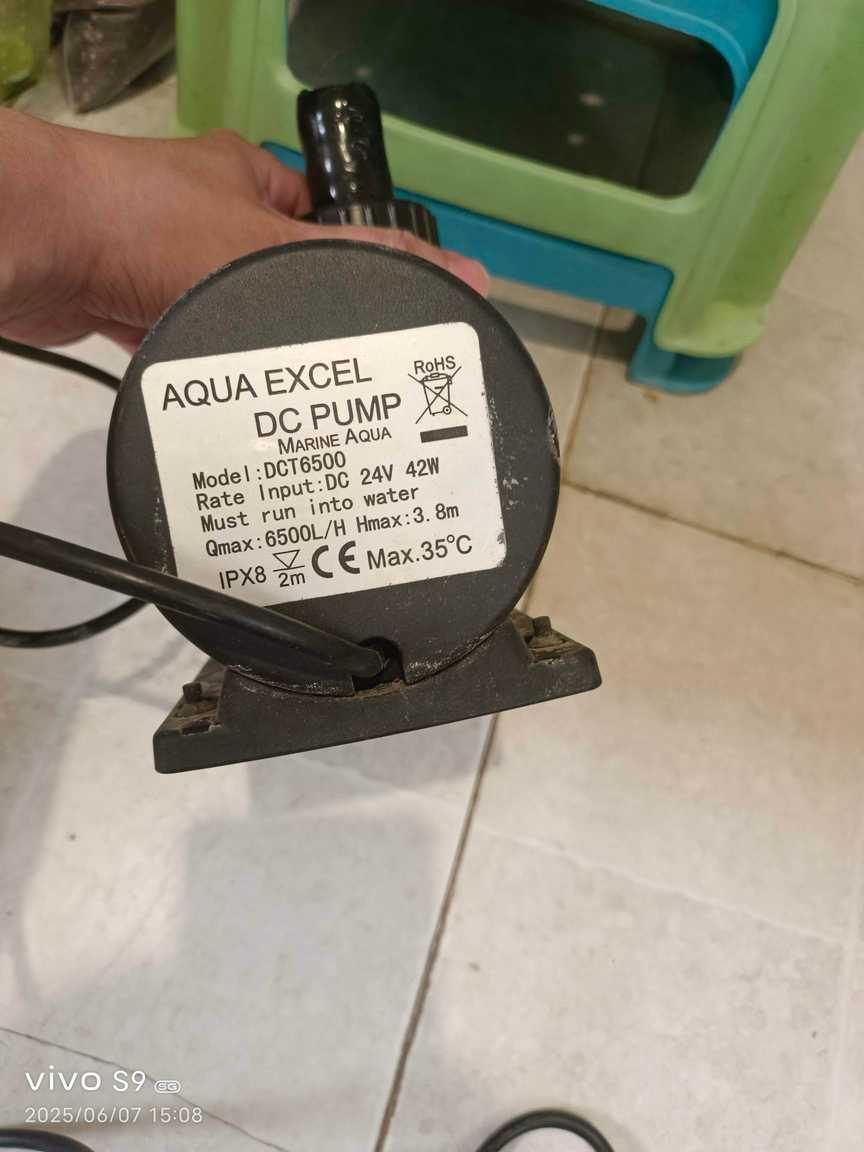 AQUA EXCEL
DC PUMP
MARINE AQUA
RoHS
Model:DCT6500
Rate Input:DC 24V 42W
Must run into water
Qmax:6500L/H Hmax:3.8m
IPX8 2m CE Max.35°C
vivo S9 5G
2025/06/07 15:08